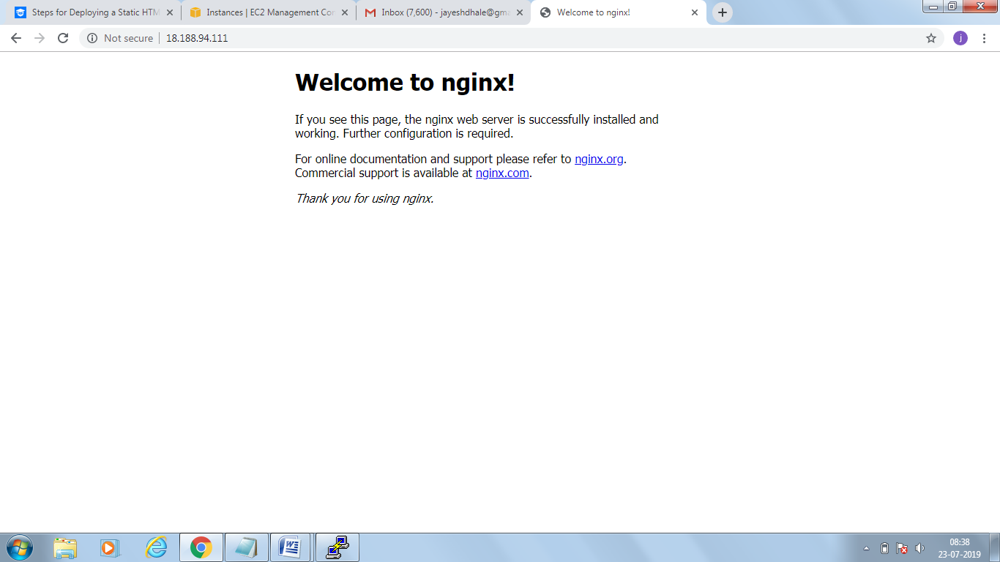 Steps for Deploying a Static HTM
Instances | EC2 Management Con
Inbox (7,600) - jayeshdhale@gma
Welcome to nginx!
Not secure
18.188.94.111
j
Welcome to nginx!
If you see this page, the nginx web server is successfully installed and
working. Further configuration is required.
For online documentation and support please refer to nginx.org.
Commercial support is available at nginx.com.
Thank you for using nginx.
08:38
23-07-2019